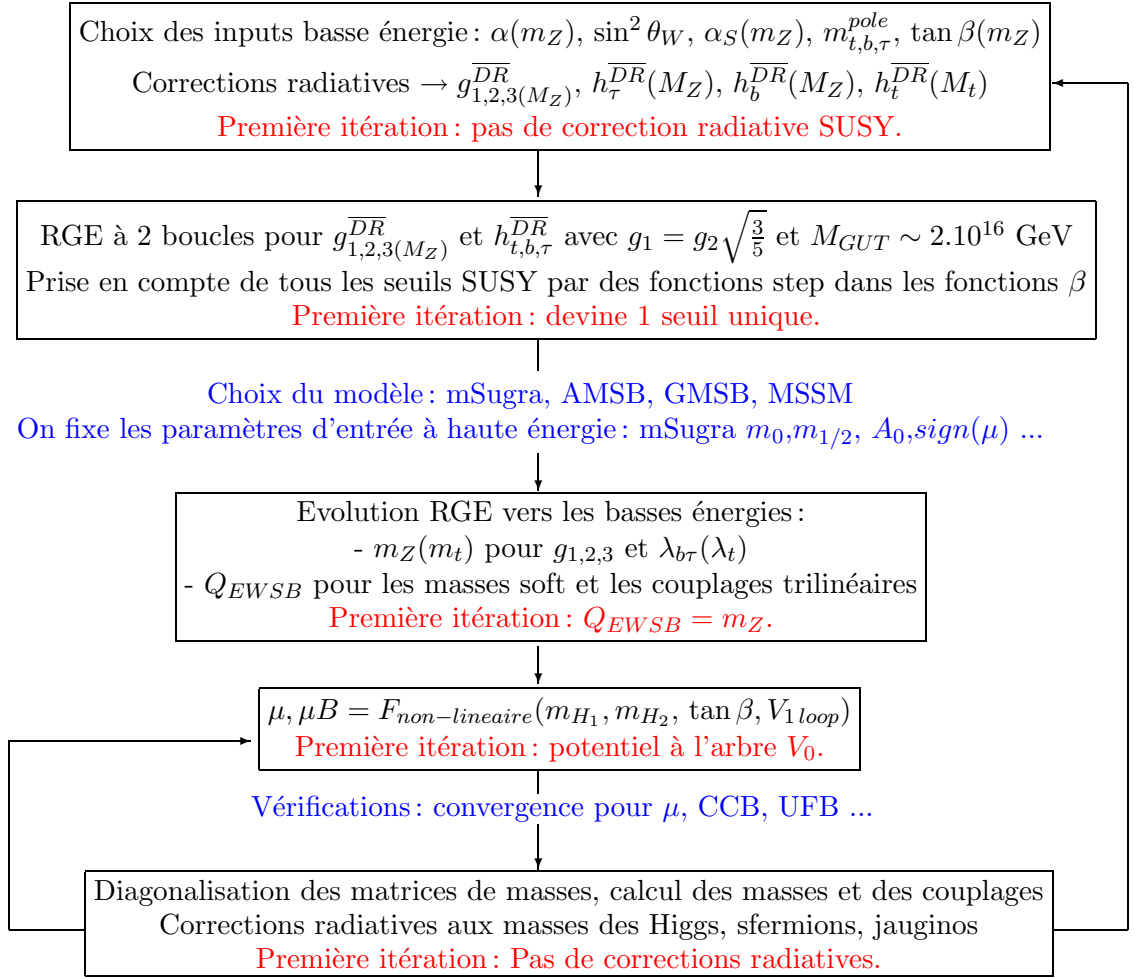 Choix des inputs basse énergie : α(m_Z), sin² θ_W, α_S(m_Z), m_{t,b,τ}^{pole}, tan β(m_Z)
Corrections radiatives → g_{1,2,3(M_Z)}^{\overline{DR}}, h_τ^{\overline{DR}}(M_Z), h_b^{\overline{DR}}(M_Z), h_t^{\overline{DR}}(M_t)
Première itération : pas de correction radiative SUSY.
RGE à 2 boucles pour g_{1,2,3(M_Z)}^{\overline{DR}} et h_{t,b,τ}^{\overline{DR}} avec g_1 = g_2\sqrt{\frac{3}{5}} et M_{GUT} ∼ 2.10^{16} GeV
Prise en compte de tous les seuils SUSY par des fonctions step dans les fonctions β
Première itération : devine 1 seuil unique.
Choix du modèle : mSugra, AMSB, GMSB, MSSM
On fixe les paramètres d'entrée à haute énergie : mSugra m_0,m_{1/2}, A_0,sign(μ) ...
Evolution RGE vers les basses énergies :
- m_Z(m_t) pour g_{1,2,3} et λ_{bτ}(λ_t)
- Q_{EWSB} pour les masses soft et les couplages trilinéaires
Première itération : Q_{EWSB} = m_Z.
μ, μB = F_{non−lineaire}(m_{H_1}, m_{H_2}, tan β, V_{1 loop})
Première itération : potentiel à l'arbre V_0.
Vérifications : convergence pour μ, CCB, UFB ...
Diagonalisation des matrices de masses, calcul des masses et des couplages
Corrections radiatives aux masses des Higgs, sfermions, jauginos
Première itération : Pas de corrections radiatives.